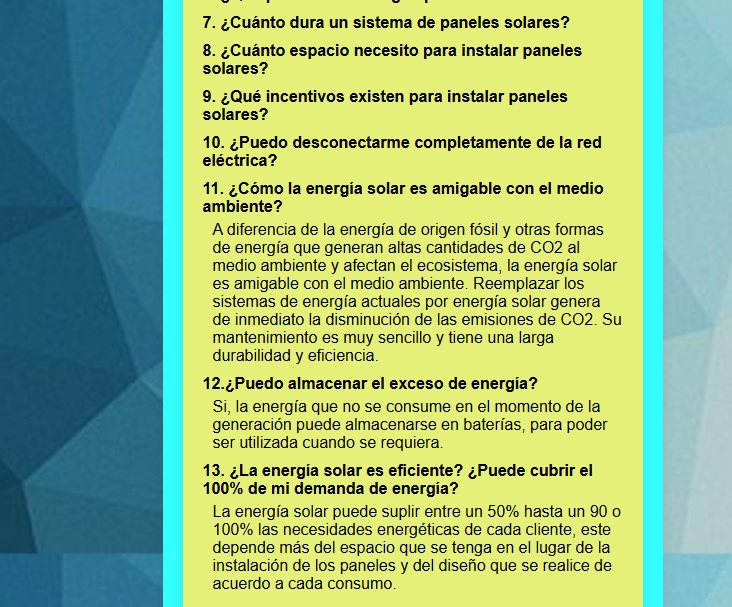 7. ¿Cuánto dura un sistema de paneles solares?
8. ¿Cuánto espacio necesito para instalar paneles
solares?
9. ¿Qué incentivos existen para instalar paneles
solares?
10. ¿Puedo desconectarme completamente de la red
eléctrica?
11. ¿Cómo la energía solar es amigable con el medio
ambiente?
A diferencia de la energía de origen fósil y otras formas
de energía que generan altas cantidades de CO2 al
medio ambiente y afectan el ecosistema, la energía solar
es amigable con el medio ambiente. Reemplazar los
sistemas de energía actuales por energía solar genera
de inmediato la disminución de las emisiones de CO2. Su
mantenimiento es muy sencillo y tiene una larga
durabilidad y eficiencia.
12.¿Puedo almacenar el exceso de energía?
Si, la energía que no se consume en el momento de la
generación puede almacenarse en baterías, para poder
ser utilizada cuando se requiera.
13. ¿La energía solar es eficiente? ¿Puede cubrir el
100% de mi demanda de energía?
La energía solar puede suplir entre un 50% hasta un 90 o
100% las necesidades energéticas de cada cliente, este
depende más del espacio que se tenga en el lugar de la
instalación de los paneles y del diseño que se realice de
acuerdo a cada consumo.